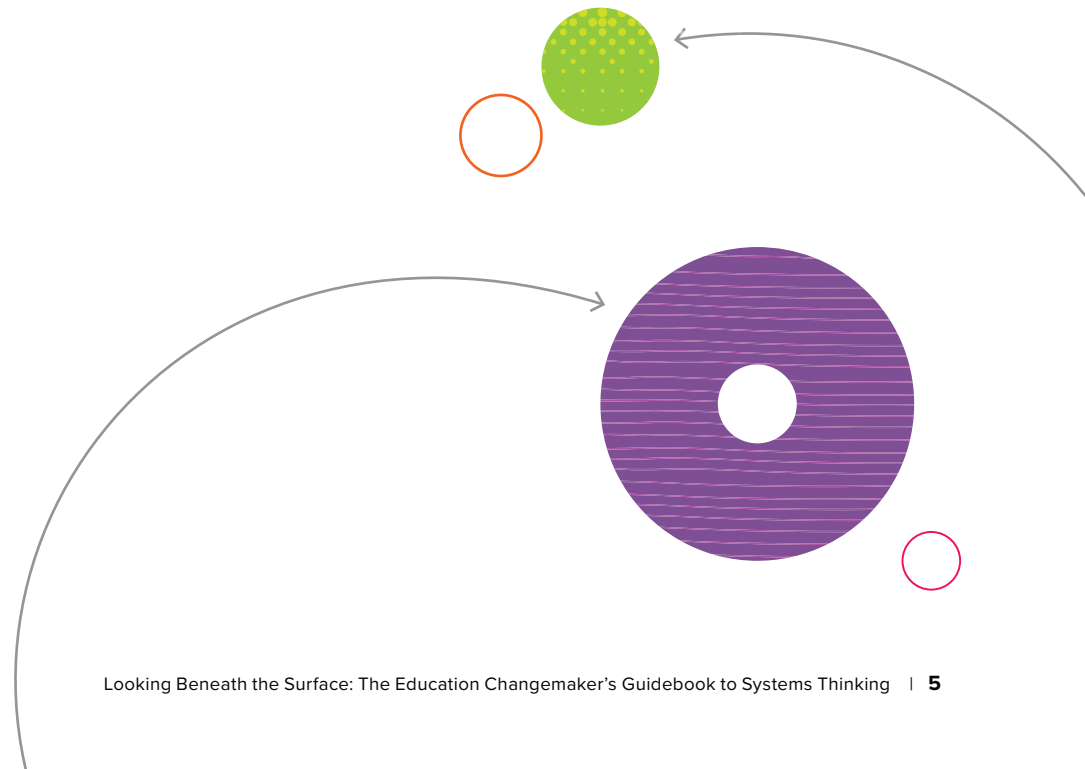 Looking Beneath the Surface: The Education Changemaker’s Guidebook to Systems Thinking | 5